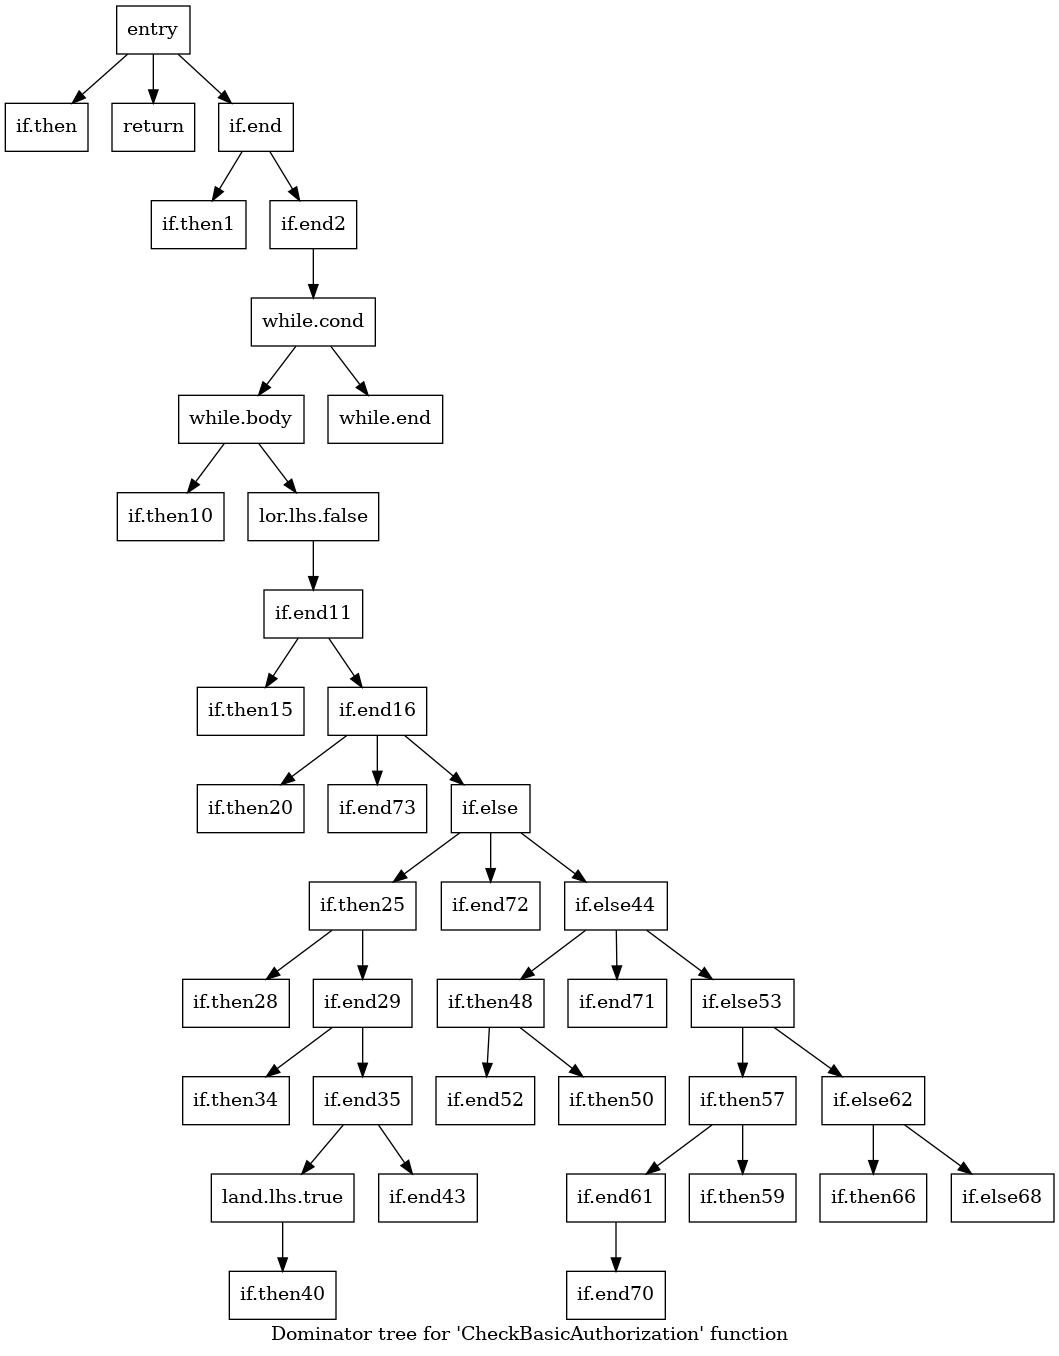 entry
if.then
return
if.end
if.then1
if.end2
while.cond
while.body
while.end
if.then10
lor.lhs.false
if.end11
if.then15
if.end16
if.then20
if.end73
if.else
if.then25
if.end72
if.else44
if.then28
if.end29
if.then48
if.end71
if.else53
if.then34
if.end35
if.end52
if.then50
if.then57
if.else62
land.lhs.true
if.end43
if.end61
if.then59
if.then66
if.else68
if.then40
if.end70
Dominator tree for 'CheckBasicAuthorization' function